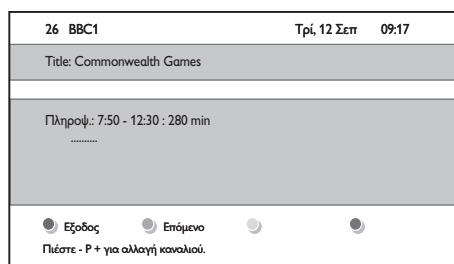 26 BBC1 Τρί, 12 Σεπ 09:17
Title: Commonwealth Games
Πληροψ.: 7:50 - 12:30 : 280 min
..........
Εξοδος Επόμενο
Πιέστε - P + για αλλαγή καναλιού.